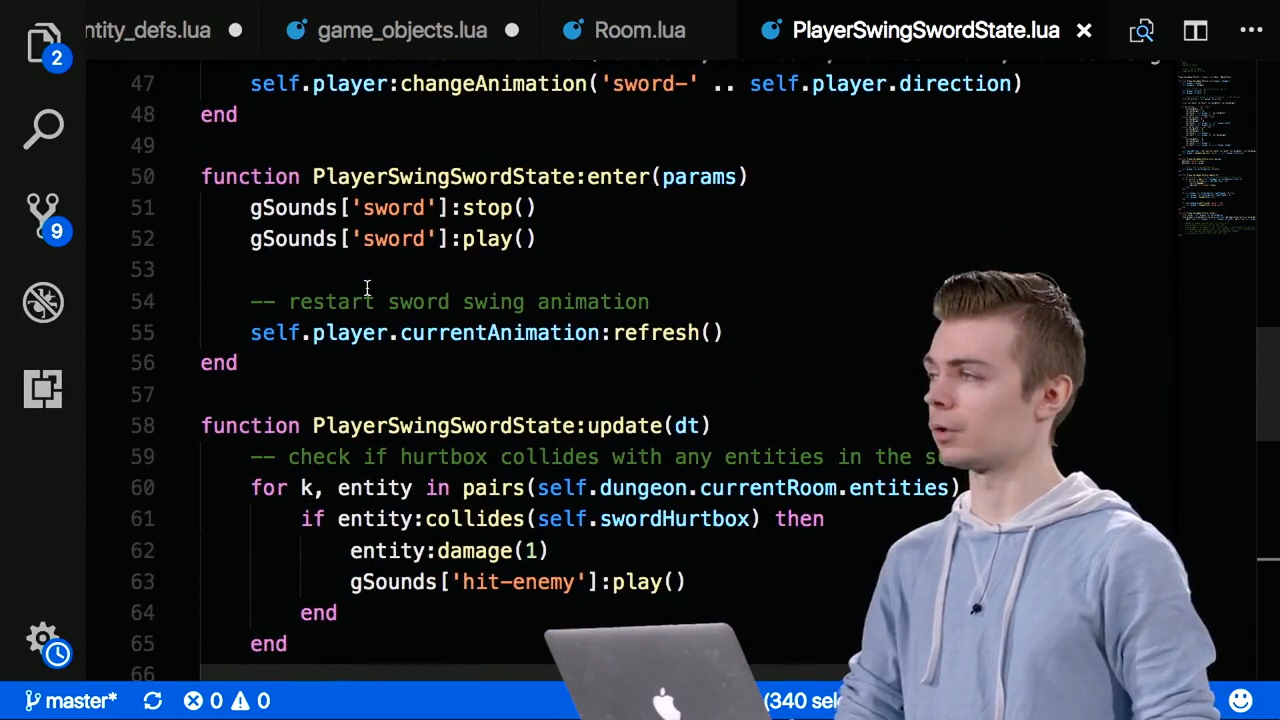 ntity_defs.lua game_objects.lua Room.lua PlayerSwingSwordState.lua
2
9
47 self.player:changeAnimation('sword-' .. self.player.direction)
48 end
49
50 function PlayerSwingSwordState:enter(params)
51 gSounds['sword']:stop()
52 gSounds['sword']:play()
53
54 -- restart sword swing animation
55 self.player.currentAnimation:refresh()
56 end
57
58 function PlayerSwingSwordState:update(dt)
59 -- check if hurtbox collides with any entities in the s
60 for k, entity in pairs(self.dungeon.currentRoom.entities)
61 if entity:collides(self.swordHurtbox) then
62 entity:damage(1)
63 gSounds['hit-enemy']:play()
64 end
65 end
66
master* 0 0 (340 sele